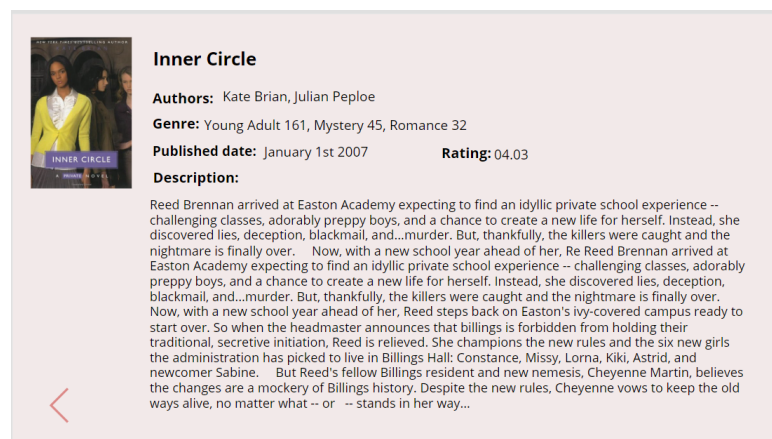 NEW YORK TIMES BESTSELLING AUTHOR
INNER CIRCLE
A PRIVATE NOVEL
Inner Circle
Authors: Kate Brian, Julian Peploe
Genre: Young Adult 161, Mystery 45, Romance 32
Published date: January 1st 2007 Rating: 04.03
Description:
Reed Brennan arrived at Easton Academy expecting to find an idyllic private school experience --
challenging classes, adorably preppy boys, and a chance to create a new life for herself. Instead, she
discovered lies, deception, blackmail, and...murder. But, thankfully, the killers were caught and the
nightmare is finally over. Now, with a new school year ahead of her, Re Reed Brennan arrived at
Easton Academy expecting to find an idyllic private school experience -- challenging classes, adorably
preppy boys, and a chance to create a new life for herself. Instead, she discovered lies, deception,
blackmail, and...murder. But, thankfully, the killers were caught and the nightmare is finally over.
Now, with a new school year ahead of her, Reed steps back on Easton's ivy-covered campus ready to
start over. So when the headmaster announces that billings is forbidden from holding their
traditional, secretive initiation, Reed is relieved. She champions the new rules and the six new girls
the administration has picked to live in Billings Hall: Constance, Missy, Lorna, Kiki, Astrid, and
newcomer Sabine. But Reed's fellow Billings resident and new nemesis, Cheyenne Martin, believes
the changes are a mockery of Billings history. Despite the new rules, Cheyenne vows to keep the old
ways alive, no matter what -- or -- stands in her way...